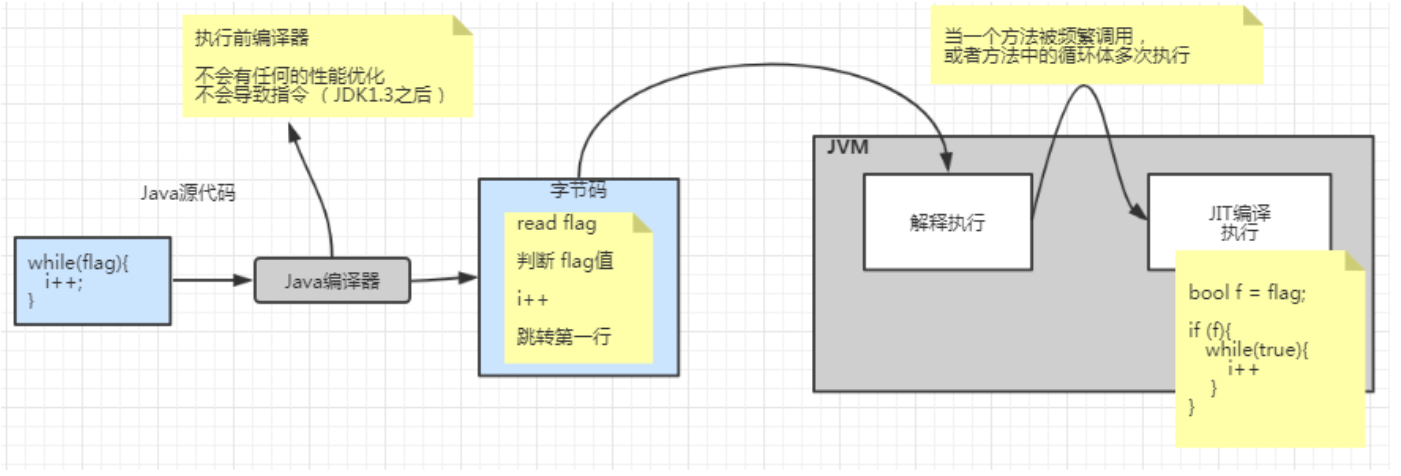 执行前编译器
不会有任何的性能优化
不会导致指令 （ JDK1.3之后 ）
当一个方法被频繁调用，
或者方法中的循环体多次执行
Java源代码
while(flag){
i++;
}
Java编译器
字节码
read flag
判断 flag值
i++
跳转第一行
JVM
解释执行
JIT编译
执行
bool f = flag;
if (f){
while(true){
i++
}
}